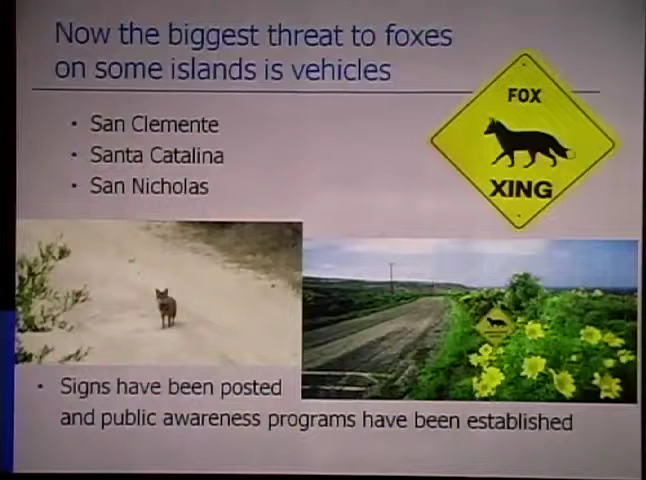 Now the biggest threat to foxes
on some islands is vehicles
FOX
XING
• San Clemente
• Santa Catalina
• San Nicholas
• Signs have been posted
and public awareness programs have been established